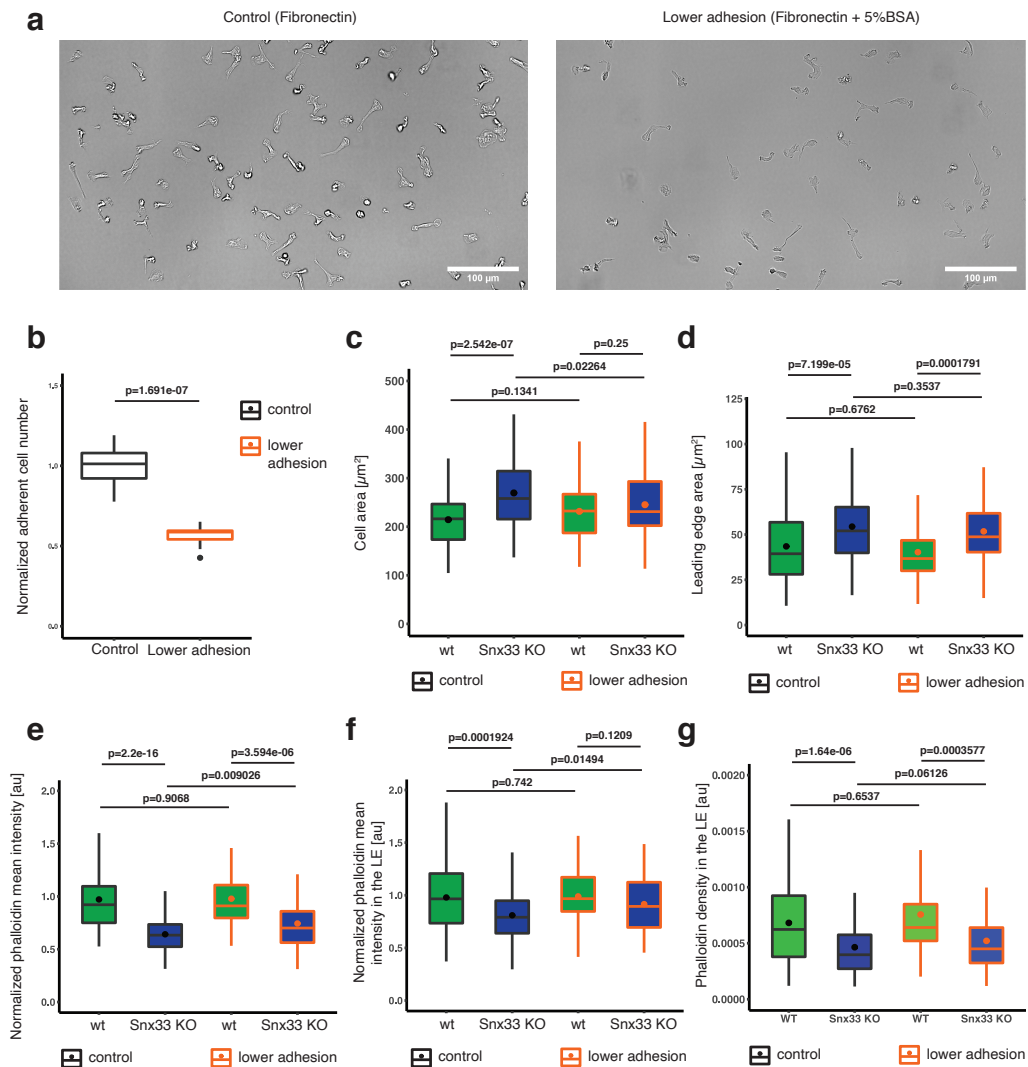 a
Control (Fibronectin)
Lower adhesion (Fibronectin + 5%BSA)
100 µm
100 µm
b
Normalized adherent cell number
1.5
1.0
0.5
0.0
p=1.691e-07
Control
Lower adhesion
control
lower
adhesion
c
p=2.542e-07
p=0.25
p=0.02264
p=0.1341
Cell area [µm²]
500
400
300
200
100
0
wt
Snx33 KO
wt
Snx33 KO
control
lower adhesion
d
p=7.199e-05
p=0.0001791
p=0.3537
p=0.6762
Leading edge area [µm²]
100
75
50
25
0
wt
Snx33 KO
wt
Snx33 KO
control
lower adhesion
e
p=2.2e-16
p=3.594e-06
p=0.009026
p=0.9068
Normalized phalloidin mean intensity [au]
2.0
1.5
1.0
0.5
0.0
wt
Snx33 KO
wt
Snx33 KO
control
lower adhesion
f
p=0.0001924
p=0.1209
p=0.01494
p=0.742
Normalized phalloidin mean
intensity in the LE [au]
2.0
1.5
1.0
0.5
0.0
wt
Snx33 KO
wt
Snx33 KO
control
lower adhesion
g
p=1.64e-06
p=0.0003577
p=0.06126
p=0.6537
Phalloidin density in the LE [au]
0.0020
0.0015
0.0010
0.0005
0.0000
WT
Snx33 KO
WT
Snx33 KO
control
lower adhesion